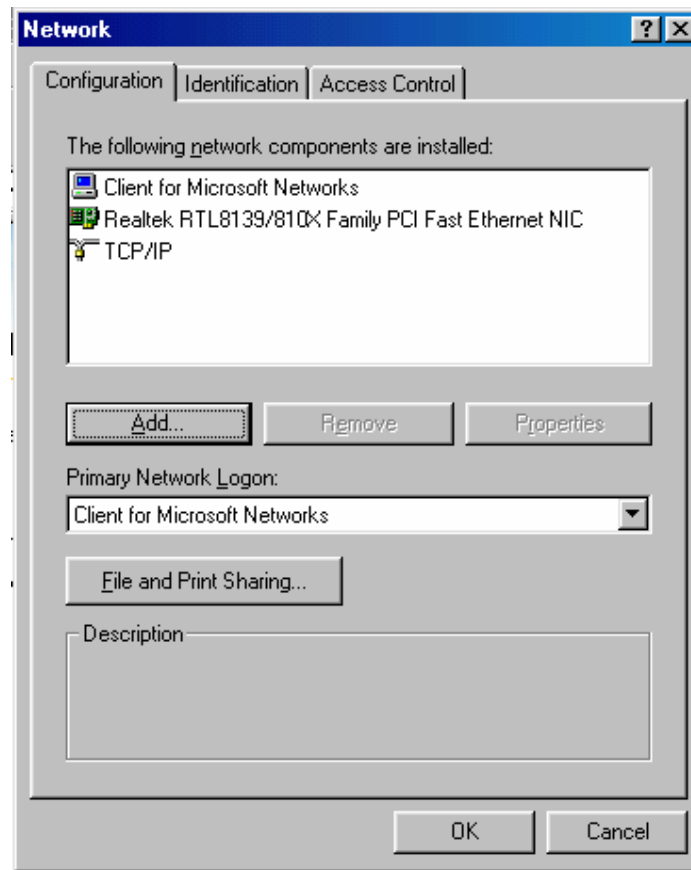 Network
Configuration Identification Access Control
The following network components are installed:
Client for Microsoft Networks
Realtek RTL8139/810X Family PCI Fast Ethernet NIC
TCP/IP
Add... Remove Properties
Primary Network Logon:
Client for Microsoft Networks
File and Print Sharing...
Description
OK Cancel